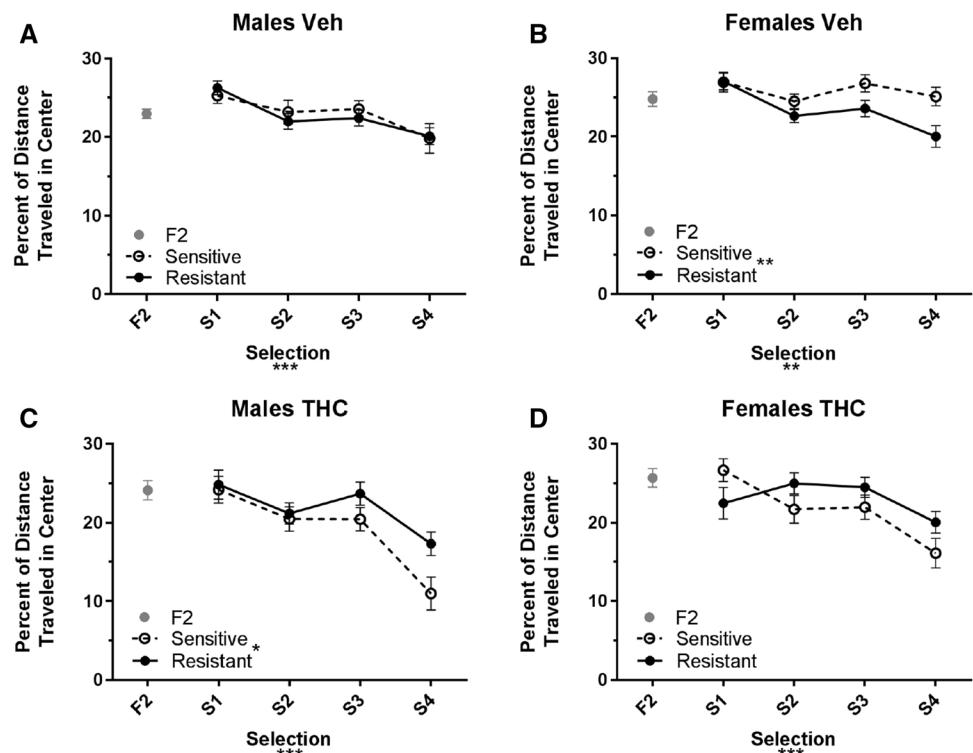 A
Males Veh
Percent of Distance
Traveled in Center
30
20
10
0
F2
Sensitive
Resistant
F2
S1
S2
S3
S4
Selection
***
B
Females Veh
Percent of Distance
Traveled in Center
30
20
10
0
F2
Sensitive
**
Resistant
F2
S1
S2
S3
S4
Selection
**
C
Males THC
Percent of Distance
Traveled in Center
30
20
10
0
F2
Sensitive
*
Resistant
F2
S1
S2
S3
S4
Selection
***
D
Females THC
Percent of Distance
Traveled in Center
30
20
10
0
F2
Sensitive
Resistant
F2
S1
S2
S3
S4
Selection
***